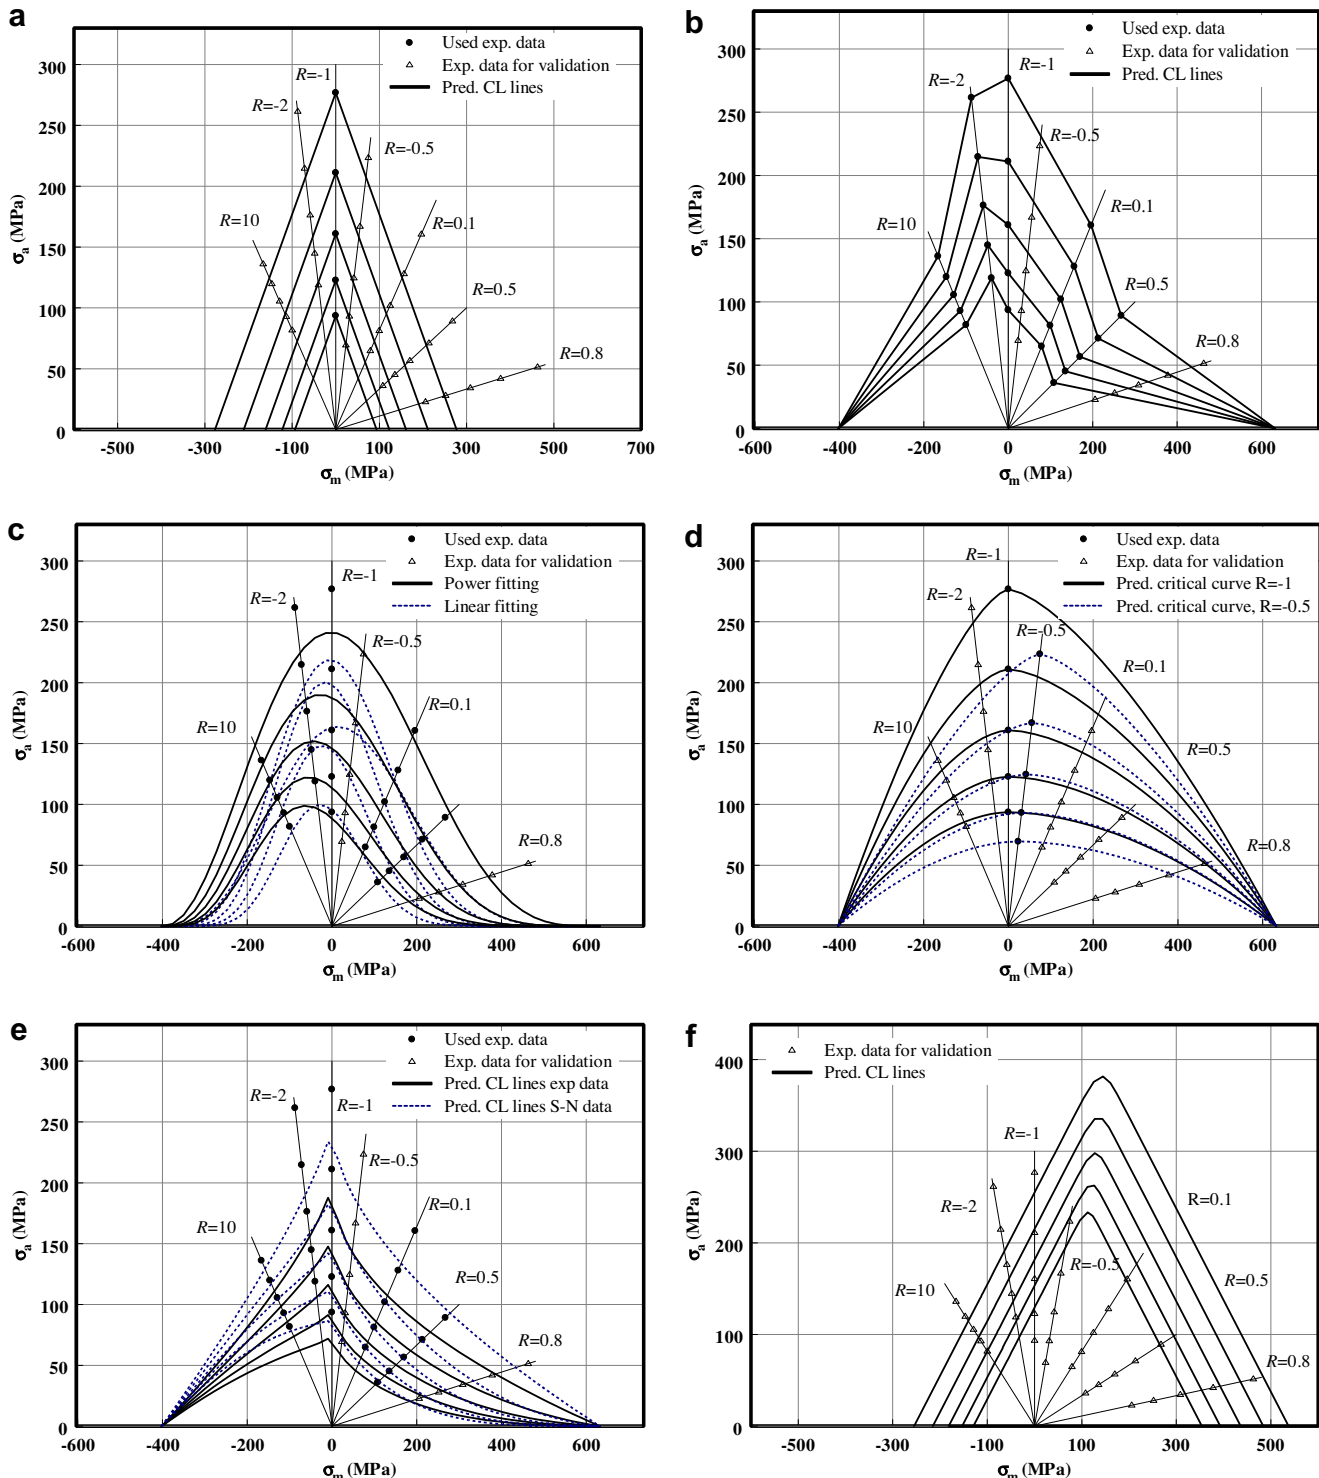 a
Used exp. data
Exp. data for validation
Pred. CL lines
R=-1
R=-2
R=-0.5
R=10
R=0.1
R=0.5
R=0.8
300
250
200
150
100
50
0
σa (MPa)
-500 -300 -100 100 300 500 700
σm (MPa)
b
Used exp. data
Exp. data for validation
Pred. CL lines
R=-1
R=-2
R=-0.5
R=10
R=0.1
R=0.5
R=0.8
300
250
200
150
100
50
0
σa (MPa)
-600 -400 -200 0 200 400 600
σm (MPa)
c
Used exp. data
Exp. data for validation
Power fitting
Linear fitting
R=-1
R=-2
R=-0.5
R=10
R=0.1
R=0.8
300
250
200
150
100
50
0
σa (MPa)
-600 -400 -200 0 200 400 600
σm (MPa)
d
Used exp. data
Exp. data for validation
Pred. critical curve R=-1
Pred. critical curve, R=-0.5
R=-1
R=-2
R=-0.5
R=0.1
R=10
R=0.5
R=0.8
300
250
200
150
100
50
0
σa (MPa)
-600 -400 -200 0 200 400 600
σm (MPa)
e
Used exp. data
Exp. data for validation
Pred. CL lines exp data
Pred. CL lines S-N data
R=-2
R=-1
R=-0.5
R=10
R=0.1
R=0.5
R=0.8
300
250
200
150
100
50
0
σa (MPa)
-600 -400 -200 0 200 400 600
σm (MPa)
f
Exp. data for validation
Pred. CL lines
R=-1
R=-2
R=0.1
R=-0.5
R=10
R=0.5
R=0.8
400
300
200
100
0
σa (MPa)
-500 -300 -100 100 300 500
σm (MPa)